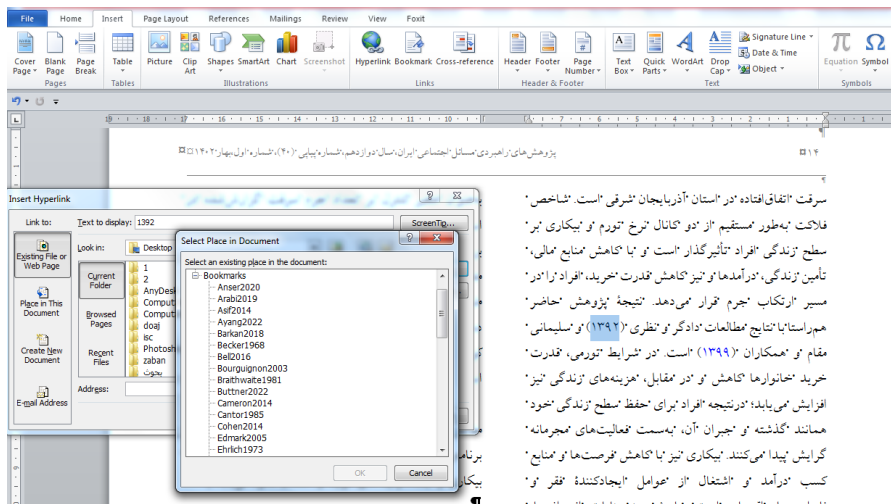 File Home Insert Page Layout References Mailings Review View Foxit
Cover Page Blank Page Page Break Table Picture Clip Art Shapes SmartArt Chart Screenshot Hyperlink Bookmark Cross-reference Header Footer Page Number Text Box Quick Parts WordArt Drop Cap Signature Line Date & Time Object Equation Symbol
Pages Tables Illustrations Links Header & Footer Text Symbols
۱۴
پژوهش‌های راهبردی مسائل اجتماعی ایران، سال دوازدهم، شماره پیاپی (۴۰)، شماره اول، بهار ۱۴۰۲
سرقت اتفاق‌افتاده در استان آذربایجان شرقی است. شاخص
فلاکت به‌طور مستقیم از دو کانال نرخ تورم و بیکاری بر
سطح زندگی افراد تأثیرگذار است و با کاهش منابع مالی،
تأمین زندگی، درآمدها و نیز کاهش قدرت خرید، افراد را در
مسیر ارتکاب جرم قرار می‌دهد. نتیجۀ پژوهش حاضر
هم‌راستا با نتایج مطالعات دادگر و نظری (۱۳۹۲) و سلیمانی
مقام و همکاران (۱۳۹۹) است. در شرایط تورمی، قدرت
خرید خانوارها کاهش و در مقابل، هزینه‌های زندگی نیز
افزایش می‌یابد؛ درنتیجه افراد برای حفظ سطح زندگی خود
همانند گذشته و جبران آن، به‌سمت فعالیت‌های مجرمانه
گرایش پیدا می‌کنند. بیکاری نیز با کاهش فرصت‌ها و منابع
کسب درآمد و اشتغال از عوامل ایجادکنندۀ فقر و
Insert Hyperlink
Link to:
Text to display: 1392
ScreenTip...
Existing File or Web Page
Place in This Document
Create New Document
E-mail Address
Look in: Desktop
Current Folder
Browsed Pages
Recent Files
1
2
AnyDes
Comput
Comput
doaj
isc
Photosh
zaban
بحوث
Address:
Select Place in Document
Select an existing place in the document:
Bookmarks
Anser2020
Arabi2019
Asif2014
Ayang2022
Barkan2018
Becker1968
Bell2016
Bourguignon2003
Braithwaite1981
Buttner2022
Cameron2014
Cantor1985
Cohen2014
Edmark2005
Ehrlich1973
OK Cancel